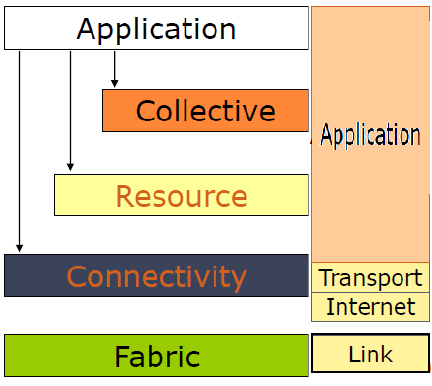 Application
Collective
Application
Resource
Connectivity
Transport
Internet
Fabric
Link